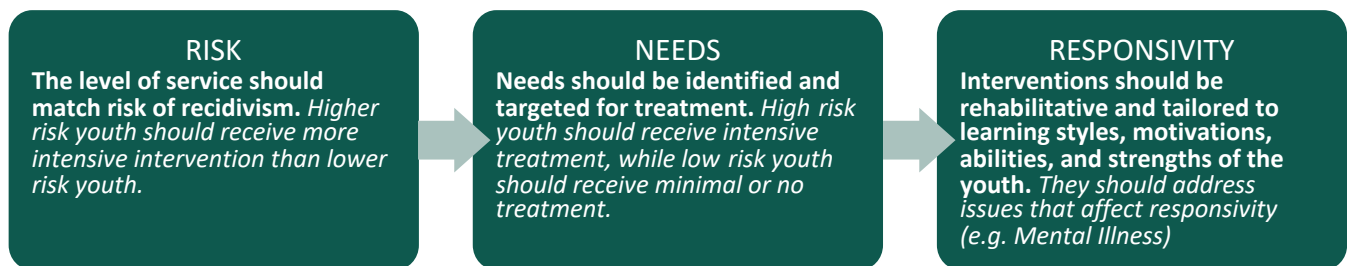 RISK
The level of service should
match risk of recidivism. Higher
risk youth should receive more
intensive intervention than lower
risk youth.
NEEDS
Needs should be identified and
targeted for treatment. High risk
youth should receive intensive
treatment, while low risk youth
should receive minimal or no
treatment.
RESPONSIVITY
Interventions should be
rehabilitative and tailored to
learning styles, motivations,
abilities, and strengths of the
youth. They should address
issues that affect responsivity
(e.g. Mental Illness)